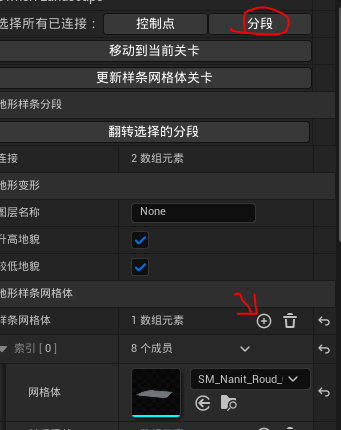 选择所有已连接：
控制点
分段
移动到当前关卡
更新样条网格体关卡
地形样条分段
翻转选择的分段
连接 2 数组元素
地形变形
图层名称 None
升高地貌
较低地貌
地形样条网格体
样条网格体 1 数组元素
索引 [ 0 ] 8 个成员
网格体 SM_Nanit_Roud_